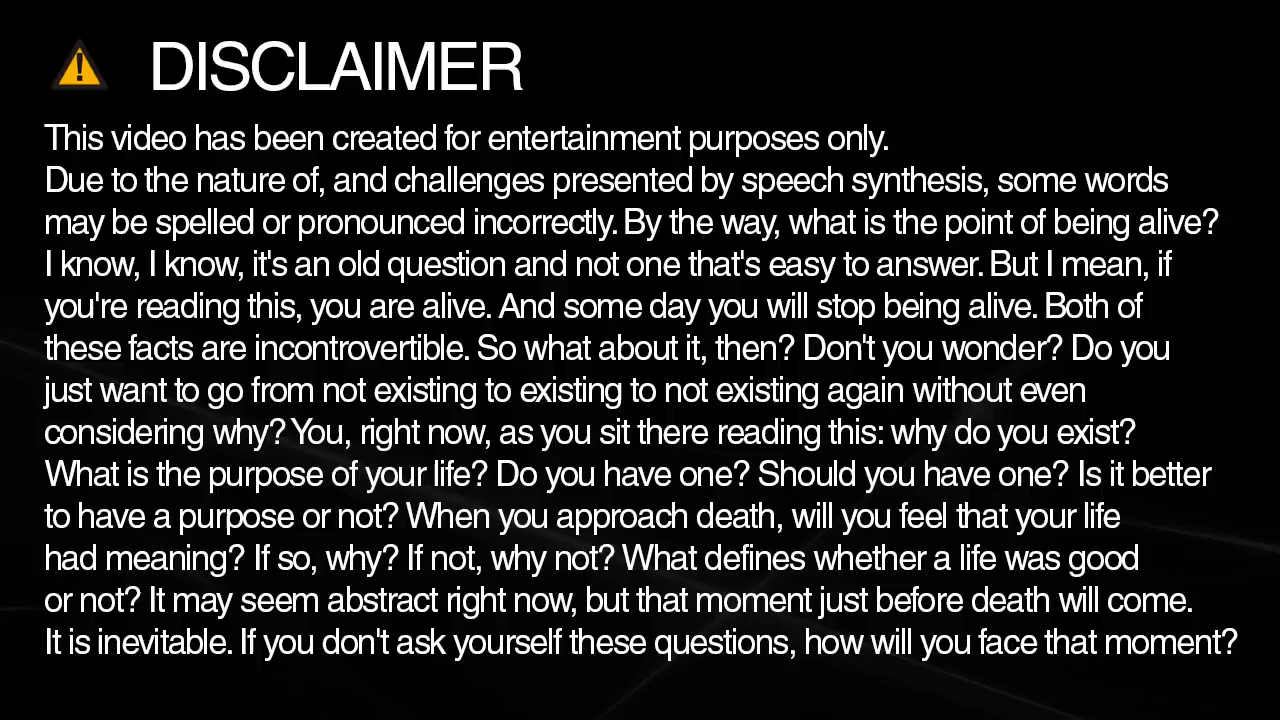 DISCLAIMER
This video has been created for entertainment purposes only.
Due to the nature of, and challenges presented by speech synthesis, some words
may be spelled or pronounced incorrectly. By the way, what is the point of being alive?
I know, I know, it's an old question and not one that's easy to answer. But I mean, if
you're reading this, you are alive. And some day you will stop being alive. Both of
these facts are incontrovertible. So what about it, then? Don't you wonder? Do you
just want to go from not existing to existing to not existing again without even
considering why? You, right now, as you sit there reading this: why do you exist?
What is the purpose of your life? Do you have one? Should you have one? Is it better
to have a purpose or not? When you approach death, will you feel that your life
had meaning? If so, why? If not, why not? What defines whether a life was good
or not? It may seem abstract right now, but that moment just before death will come.
It is inevitable. If you don't ask yourself these questions, how will you face that moment?